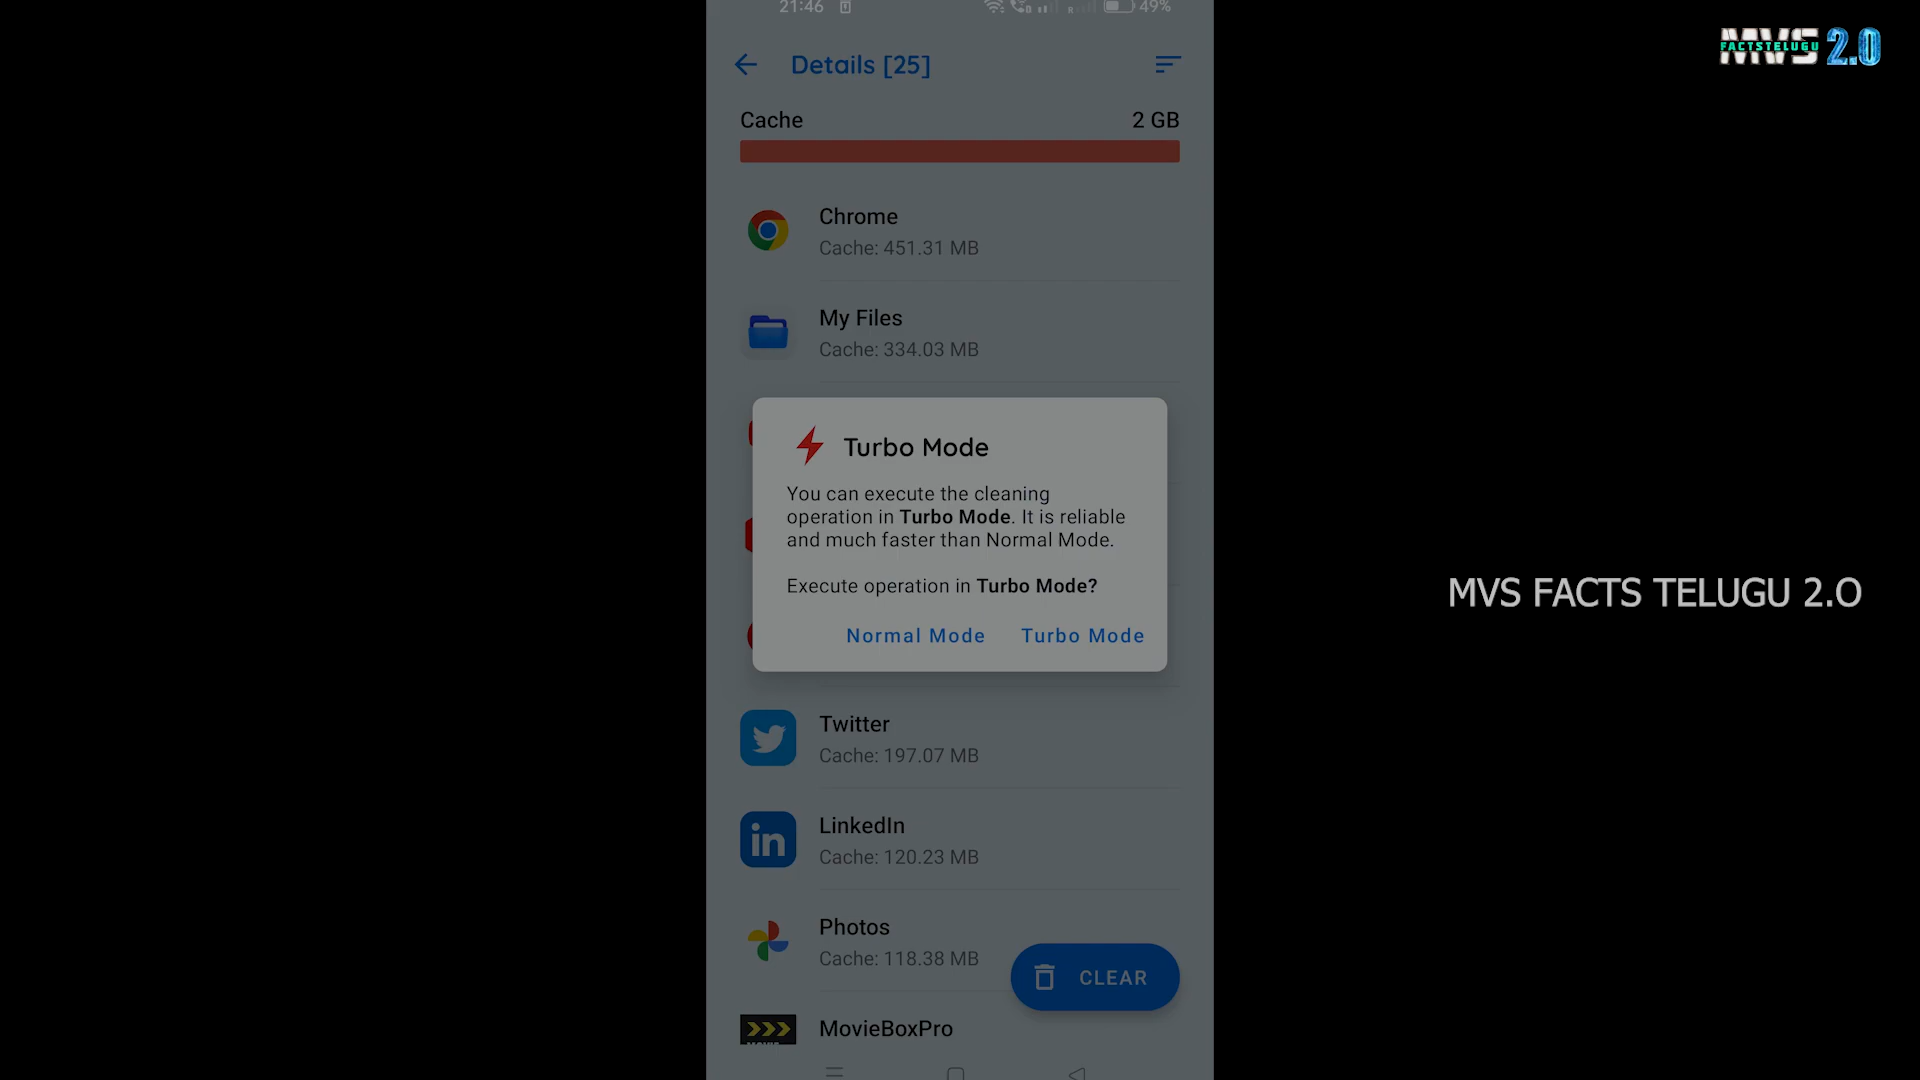 21:46
49%
MVS 2.0
FACTSTELUGU
Details [25]
Cache
2 GB
Chrome
Cache: 451.31 MB
My Files
Cache: 334.03 MB
Turbo Mode
You can execute the cleaning
operation in Turbo Mode. It is reliable
and much faster than Normal Mode.
Execute operation in Turbo Mode?
Normal Mode
Turbo Mode
MVS FACTS TELUGU 2.O
Twitter
Cache: 197.07 MB
LinkedIn
Cache: 120.23 MB
Photos
Cache: 118.38 MB
CLEAR
MovieBoxPro